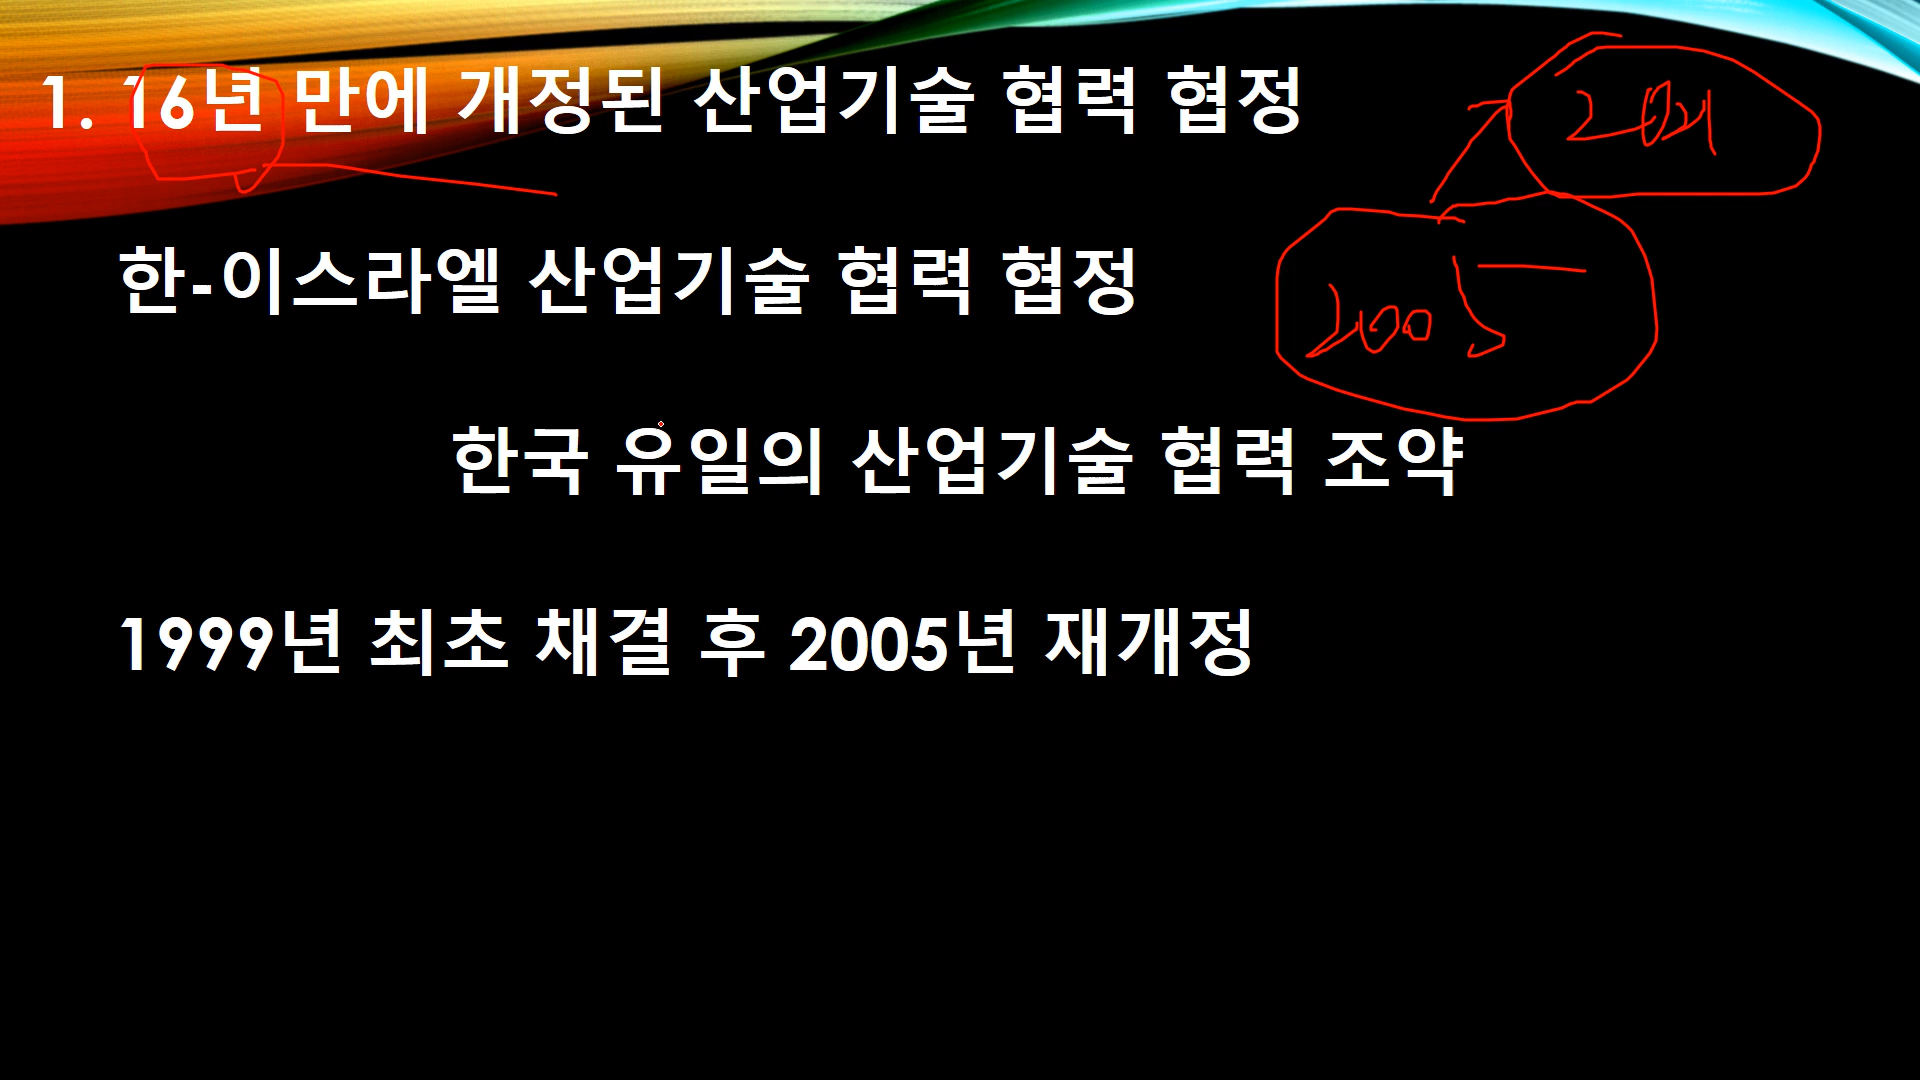 1. 16년 만에 개정된 산업기술 협력 협정
2021
한-이스라엘 산업기술 협력 협정
2005
한국 유일의 산업기술 협력 조약
1999년 최초 채결 후 2005년 재개정